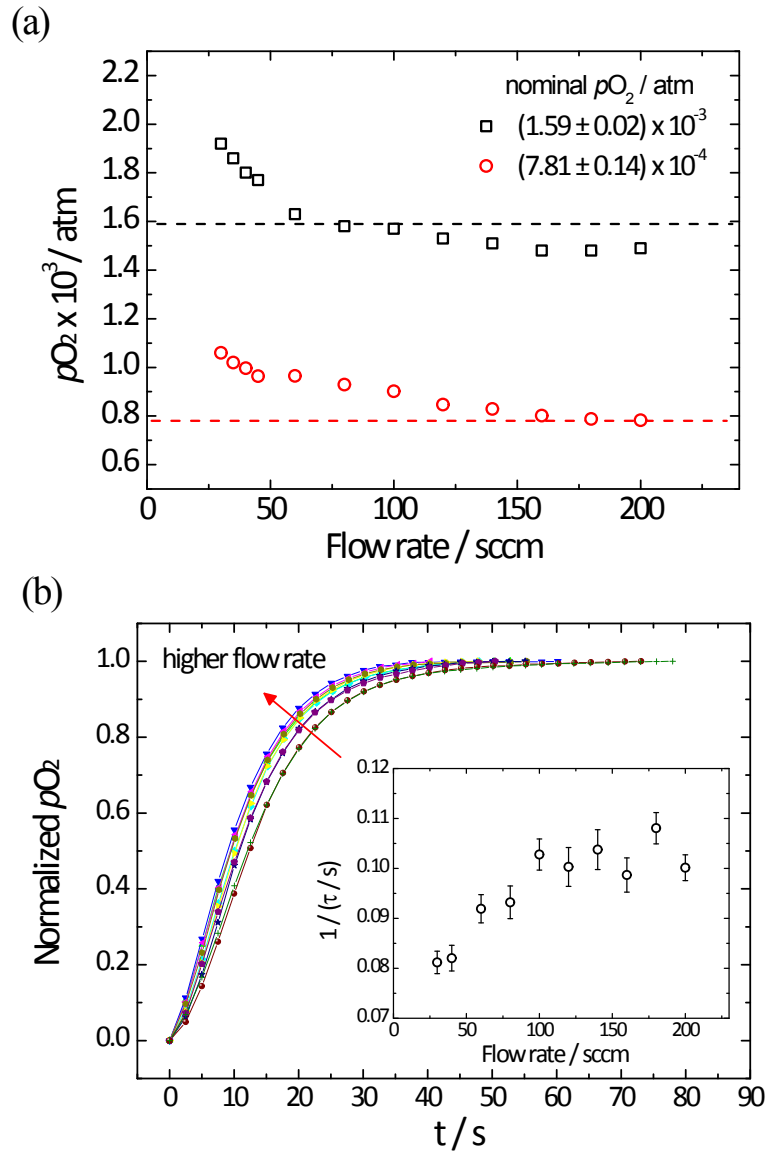 (a)
2.2
2.0
1.8
1.6
1.4
1.2
1.0
0.8
0.6
pO₂ x 10³/ atm
nominal pO₂ / atm
(1.59 ± 0.02) x 10⁻³
(7.81 ± 0.14) x 10⁻⁴
0 50 100 150 200
Flow rate / sccm
(b)
1.0
0.8
0.6
0.4
0.2
0.0
Normalized pO₂
higher flow rate
0.12
0.11
0.10
0.09
0.08
0.07
1 / (τ / s)
0 50 100 150 200
Flow rate / sccm
0 10 20 30 40 50 60 70 80 90
t / s